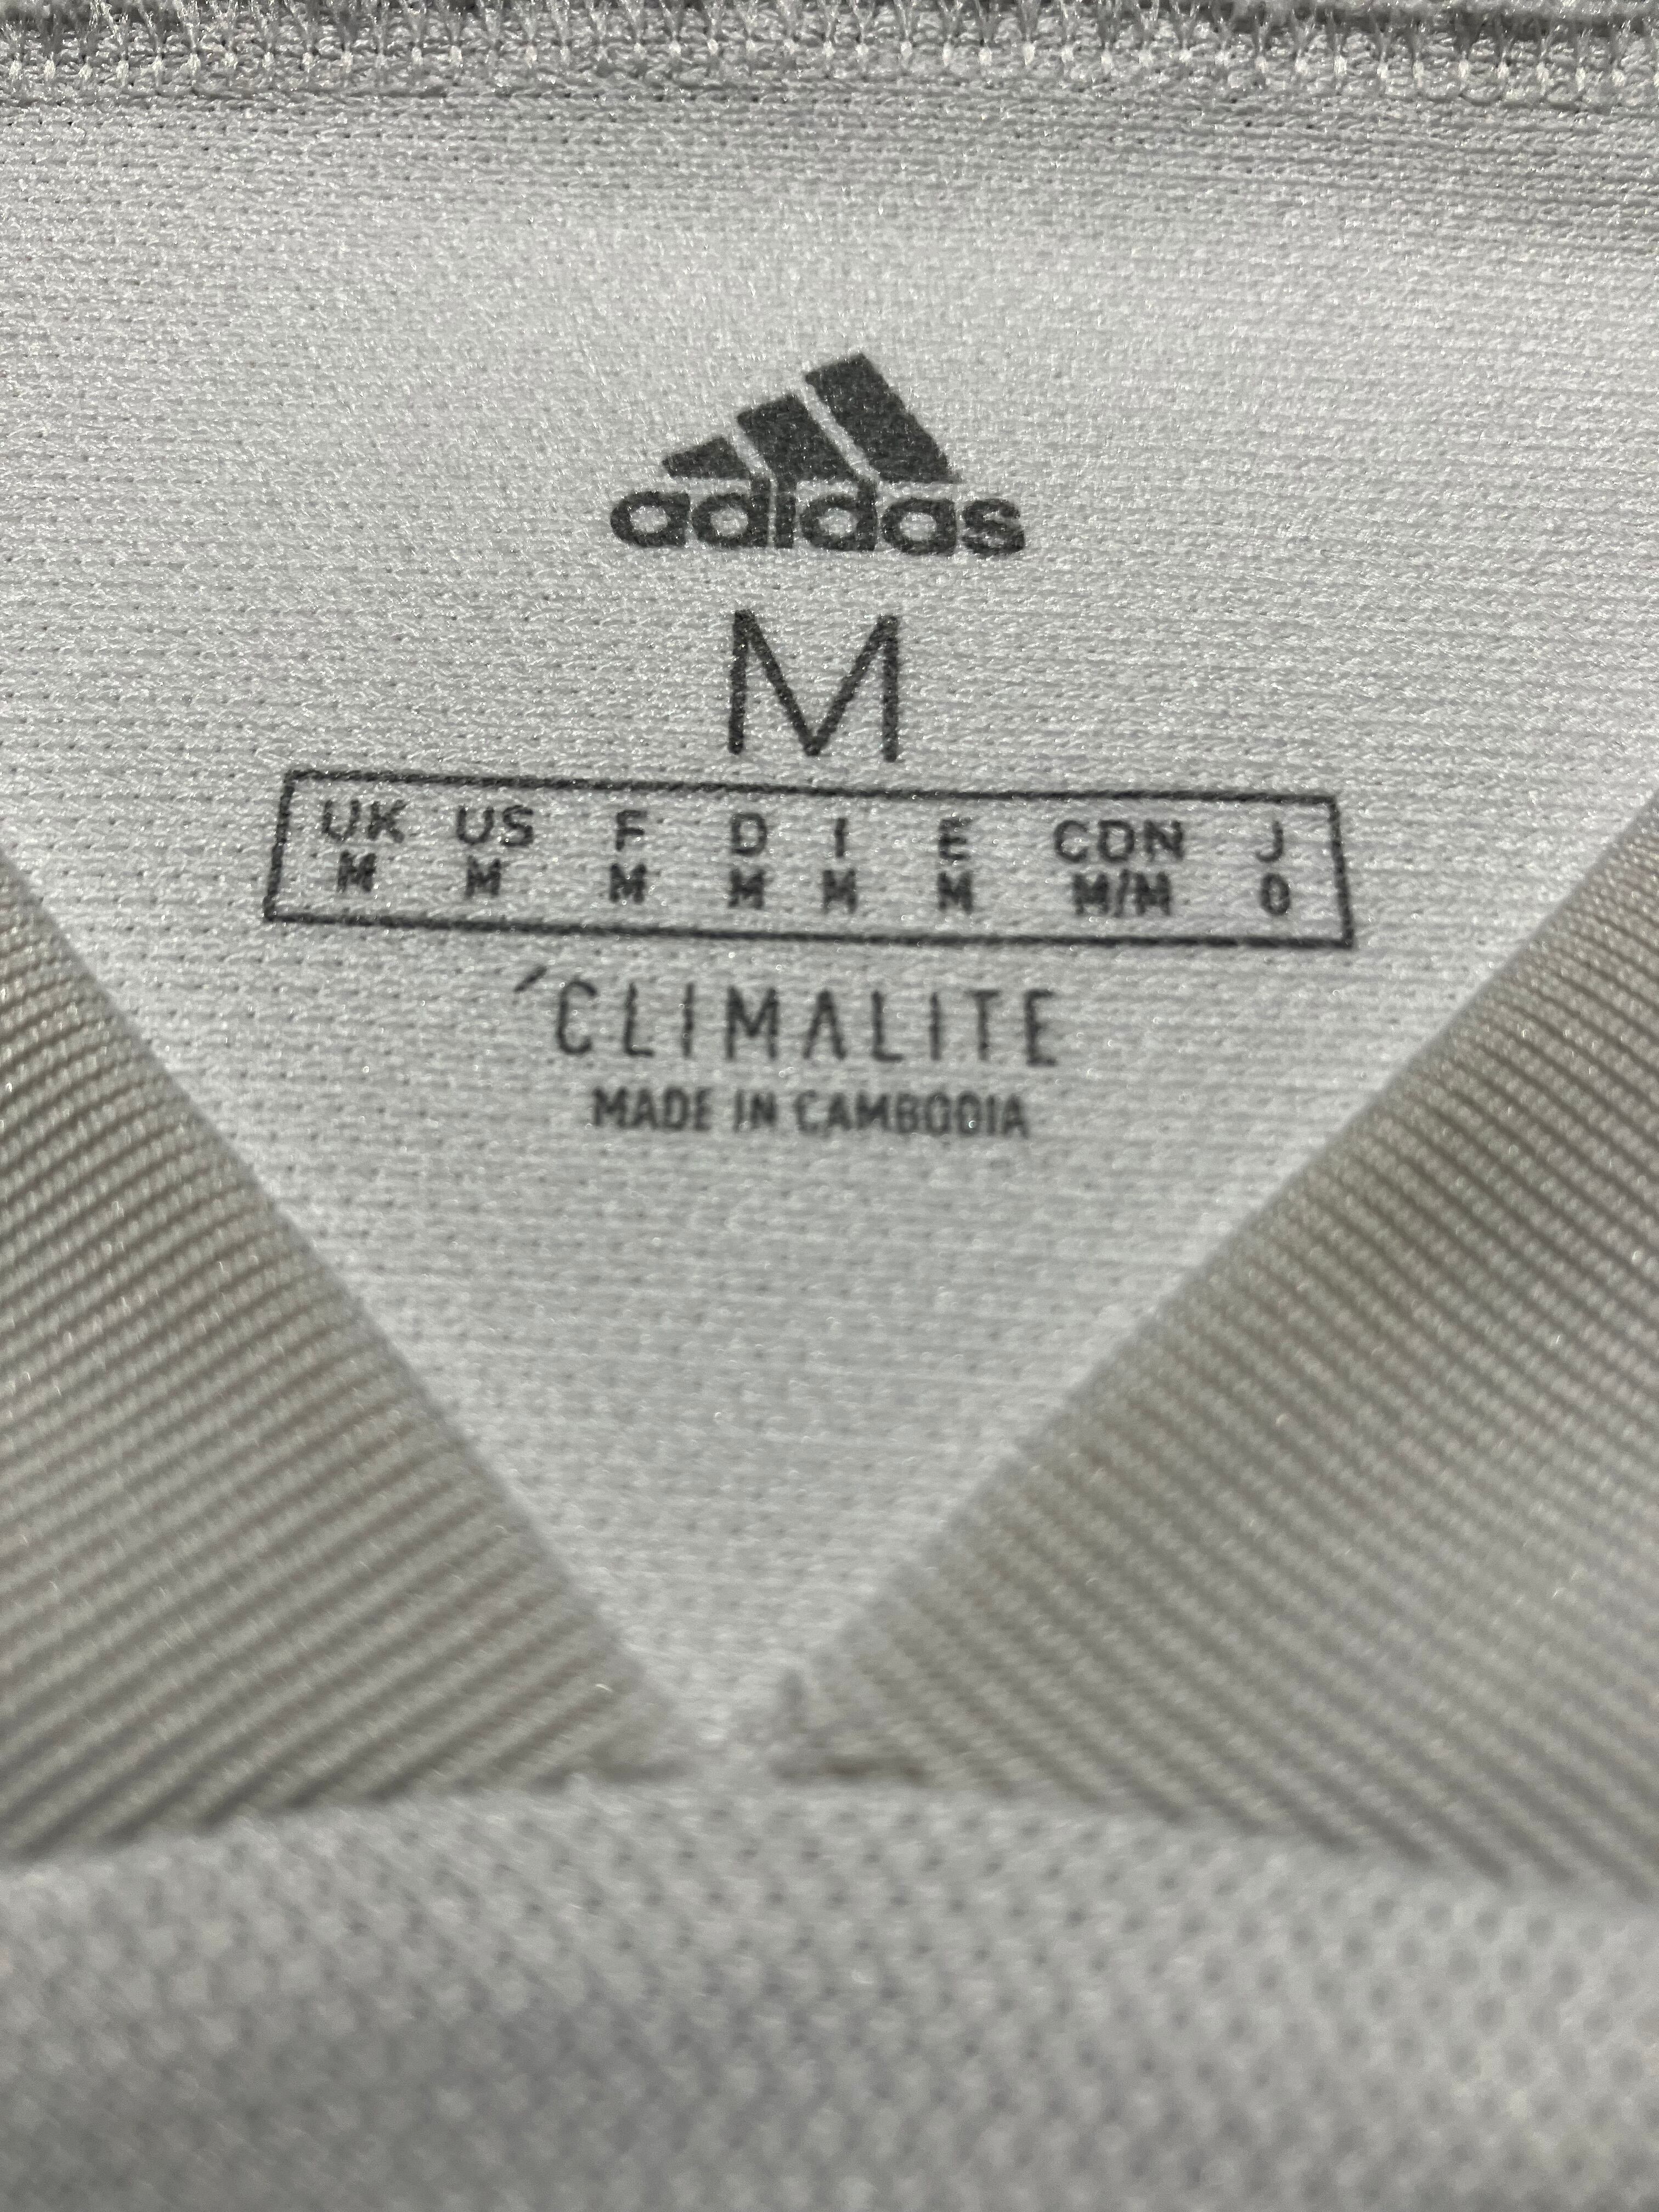 adidas
M
UK US F D I E CDN J
M M M M M M M/M O
´CLIMALITE
MADE IN CAMBODIA